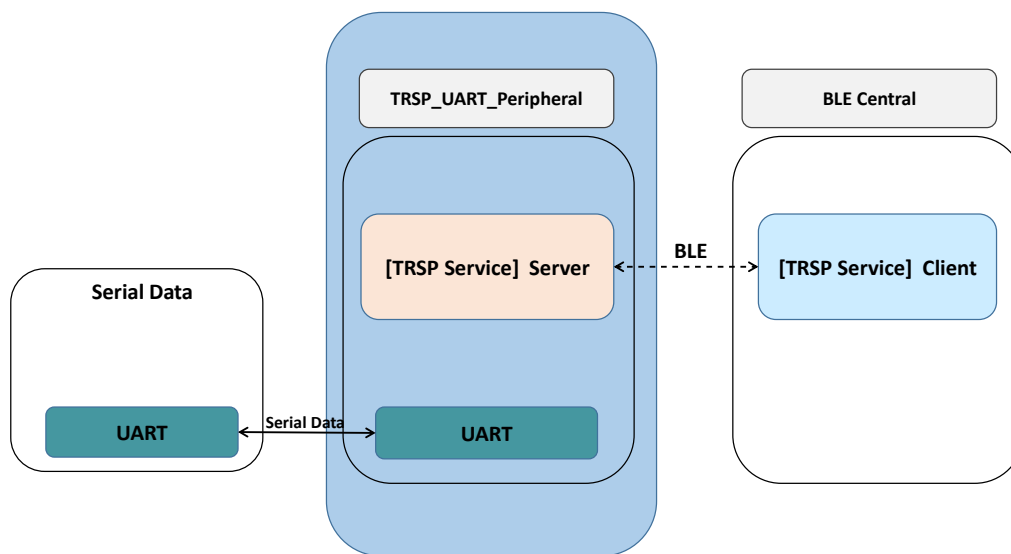 TRSP_UART_Peripheral
BLE Central
[TRSP Service]  Server
BLE
[TRSP Service]  Client
Serial Data
UART
Serial Data
UART